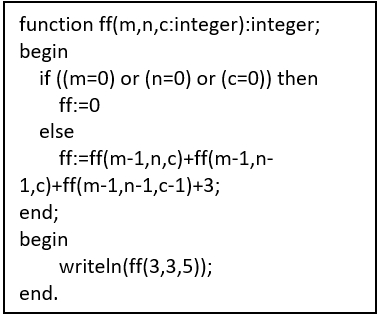 function ff(m,n,c:integer):integer;
begin
if ((m=0) or (n=0) or (c=0)) then
ff:=0
else
ff:=ff(m-1,n,c)+ff(m-1,n-
1,c)+ff(m-1,n-1,c-1)+3;
end;
begin
writeln(ff(3,3,5));
end.